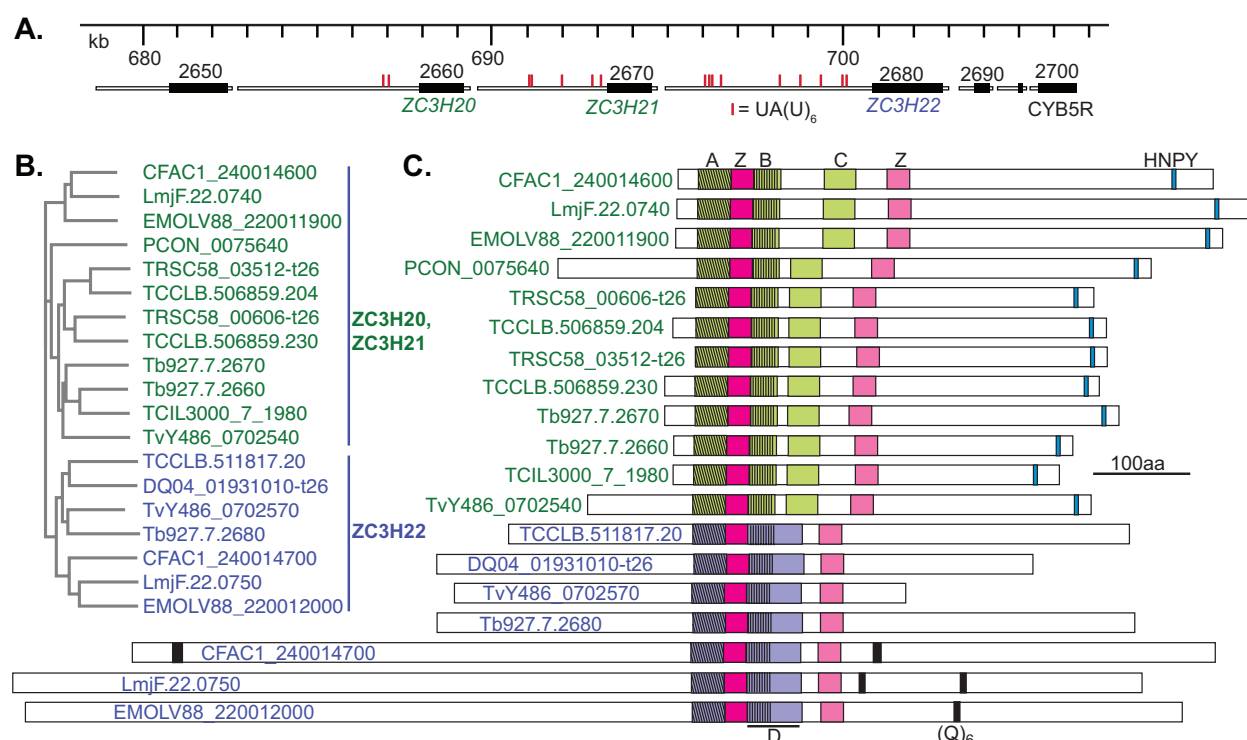 A.
kb
680
690
700
2650
2660
2670
2680
2690
2700
ZC3H20
ZC3H21
I = UA(U)6
ZC3H22
CYB5R
B.
CFAC1_240014600
LmjF.22.0740
EMOLV88_220011900
PCON_0075640
TRSC58_03512-t26
TCCLB.506859.204
TRSC58_00606-t26
TCCLB.506859.230
Tb927.7.2670
Tb927.7.2660
TCIL3000_7_1980
TvY486_0702540
TCCLB.511817.20
DQ04_01931010-t26
TvY486_0702570
Tb927.7.2680
CFAC1_240014700
LmjF.22.0750
EMOLV88_220012000
ZC3H20,
ZC3H21
ZC3H22
C.
A Z B C Z HNPY
CFAC1_240014600
LmjF.22.0740
EMOLV88_220011900
PCON_0075640
TRSC58_00606-t26
TCCLB.506859.204
TRSC58_03512-t26
TCCLB.506859.230
Tb927.7.2670
Tb927.7.2660
TCIL3000_7_1980
TvY486_0702540
100aa
TCCLB.511817.20
DQ04_01931010-t26
TvY486_0702570
Tb927.7.2680
CFAC1_240014700
LmjF.22.0750
EMOLV88_220012000
D
(Q)6